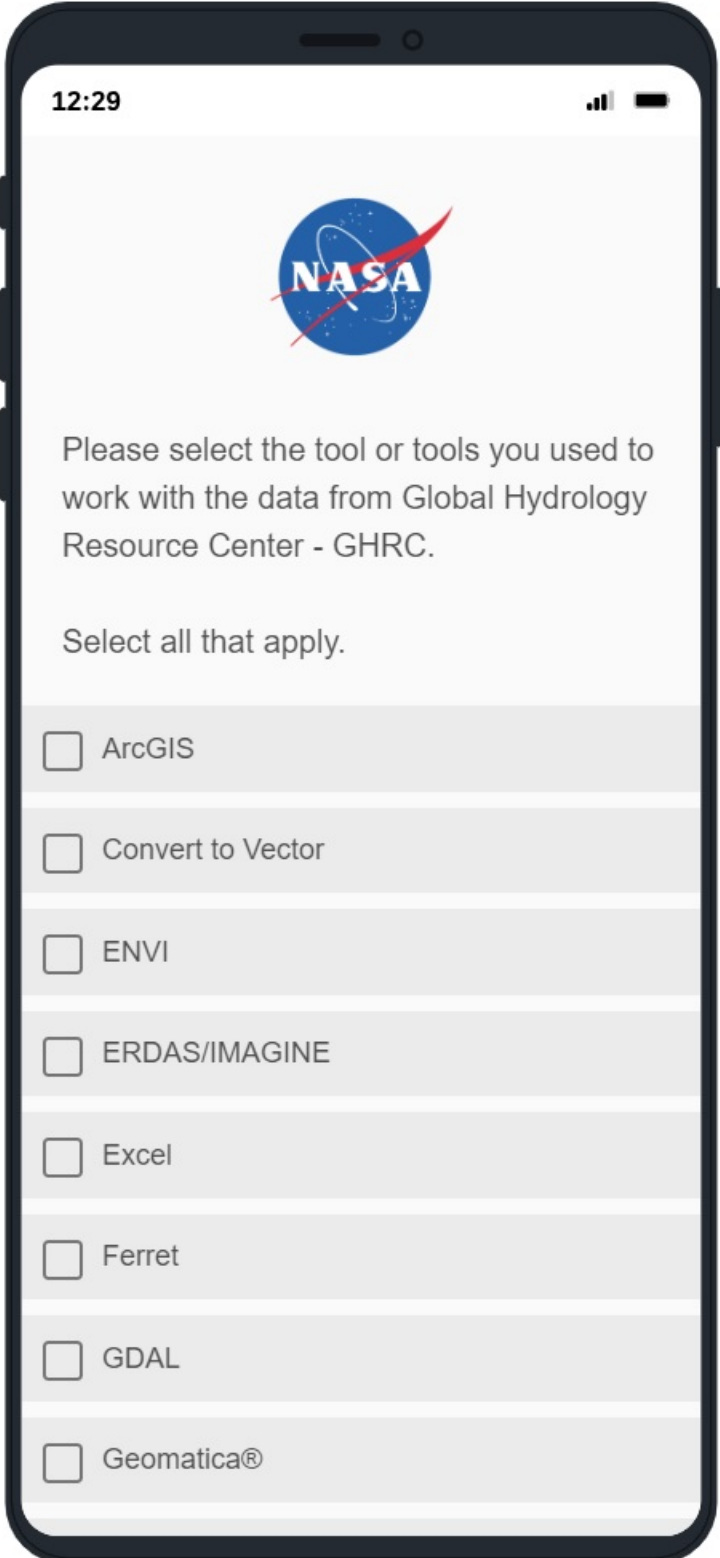 12:29
NASA
Please select the tool or tools you used to
work with the data from Global Hydrology
Resource Center - GHRC.
Select all that apply.
ArcGIS
Convert to Vector
ENVI
ERDAS/IMAGINE
Excel
Ferret
GDAL
Geomatica®